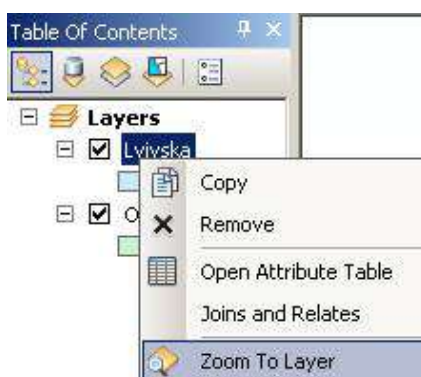 Table Of Contents
Layers
Lvivska
Copy
O
Remove
Open Attribute Table
Joins and Relates
Zoom To Layer